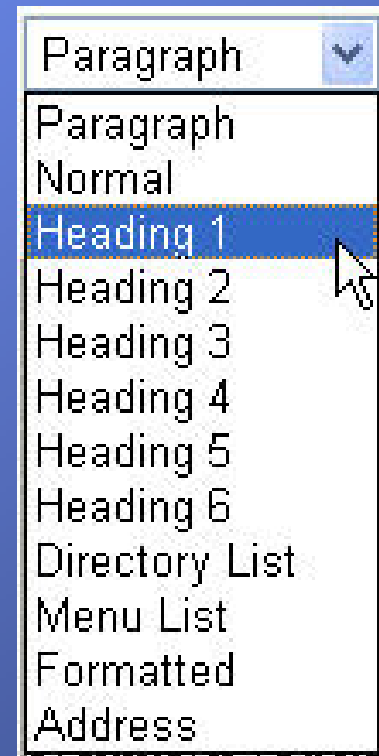 Paragraph
Paragraph
Normal
Heading 1
Heading 2
Heading 3
Heading 4
Heading 5
Heading 6
Directory List
Menu List
Formatted
Address